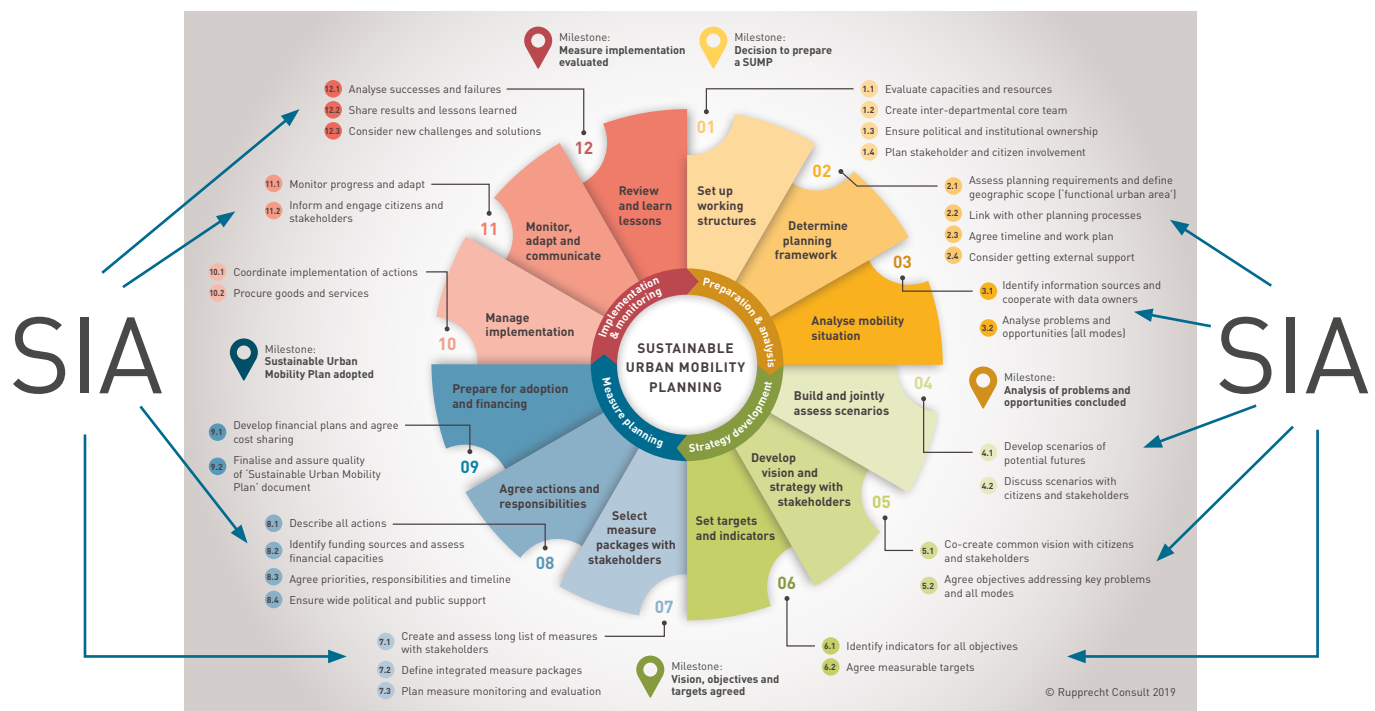 Milestone:
Measure implementation
evaluated
Milestone:
Decision to prepare
a SUMP
12.1 Analyse successes and failures
12.2 Share results and lessons learned
12.3 Consider new challenges and solutions
1.1 Evaluate capacities and resources
1.2 Create inter-departmental core team
1.3 Ensure political and institutional ownership
1.4 Plan stakeholder and citizen involvement
11.1 Monitor progress and adapt
11.2 Inform and engage citizens and
stakeholders
2.1 Assess planning requirements and define
geographic scope ('functional urban area')
2.2 Link with other planning processes
2.3 Agree timeline and work plan
2.4 Consider getting external support
10.1 Coordinate implementation of actions
10.2 Procure goods and services
3.1 Identify information sources and
cooperate with data owners
3.2 Analyse problems and
opportunities (all modes)
01
Set up
working
structures
02
Determine
planning
framework
03
Analyse mobility
situation
04
Build and jointly
assess scenarios
05
Develop
vision and
strategy with
stakeholders
06
Set targets
and indicators
07
Select
measure
packages with
stakeholders
08
Agree actions and
responsibilities
09
Prepare for adoption
and financing
10
Manage
implementation
11
Monitor,
adapt and
communicate
12
Review
and learn
lessons
Implementation
& monitoring
Preparation & analysis
Strategy development
Measure planning
SUSTAINABLE
URBAN MOBILITY
PLANNING
SIA
SIA
Milestone:
Sustainable Urban
Mobility Plan adopted
Milestone:
Analysis of problems and
opportunities concluded
9.1 Develop financial plans and agree
cost sharing
9.2 Finalise and assure quality
of 'Sustainable Urban Mobility
Plan' document
4.1 Develop scenarios of
potential futures
4.2 Discuss scenarios with
citizens and stakeholders
8.1 Describe all actions
8.2 Identify funding sources and assess
financial capacities
8.3 Agree priorities, responsibilities and timeline
8.4 Ensure wide political and public support
5.1 Co-create common vision with citizens
and stakeholders
5.2 Agree objectives addressing key problems
and all modes
7.1 Create and assess long list of measures
with stakeholders
7.2 Define integrated measure packages
7.3 Plan measure monitoring and evaluation
Milestone:
Vision, objectives and
targets agreed
6.1 Identify indicators for all objectives
6.2 Agree measurable targets
© Rupprecht Consult 2019